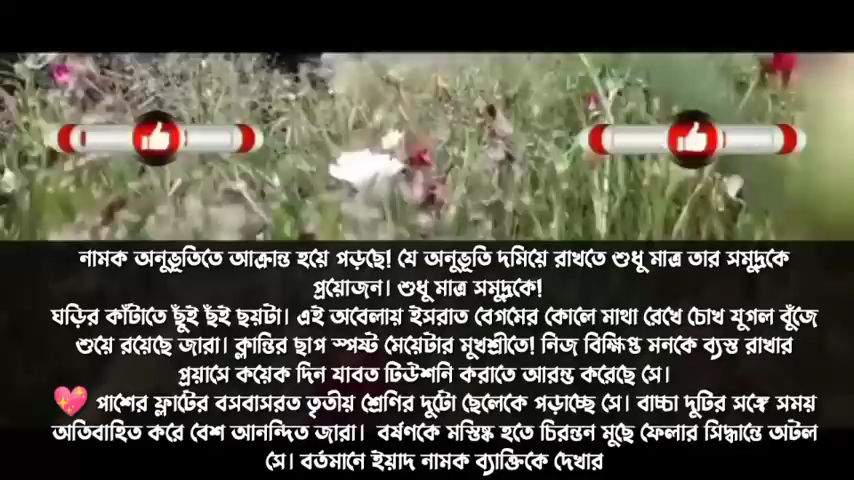 নামক অনুভূতিতে আক্রান্ত হয়ে পড়ছে! যে অনুভূতি দমিয়ে রাখতে শুধু মাত্র তার সমুদ্রকে
প্রয়োজন। শুধু মাত্র সমুদ্রকে!
ঘড়ির কাঁটাতে ছুঁই ছুঁই ছয়টা। এই অবেলায় ইসরাত বেগমের কোলে মাথা রেখে চোখ যুগল বুঁজে
শুয়ে রয়েছে জারা। ক্লান্তির ছাপ স্পষ্ট মেয়েটার মুখশ্রীতে! নিজ বিক্ষিপ্ত মনকে ব্যস্ত রাখার
প্রয়াসে কয়েক দিন যাবত টিউশনি করাতে আরম্ভ করেছে সে।
💖 পাশের ফ্লাটের বসবাসরত তৃতীয় শ্রেণির দুটো ছেলেকে পড়াচ্ছে সে। বাচ্চা দুটির সঙ্গে সময়
অতিবাহিত করে বেশ আনন্দিত জারা। বর্ষণকে মস্তিষ্ক হতে চিরন্তন মুছে ফেলার সিদ্ধান্তে অটল
সে। বর্তমানে ইয়াদ নামক ব্যাক্তিকে দেখার